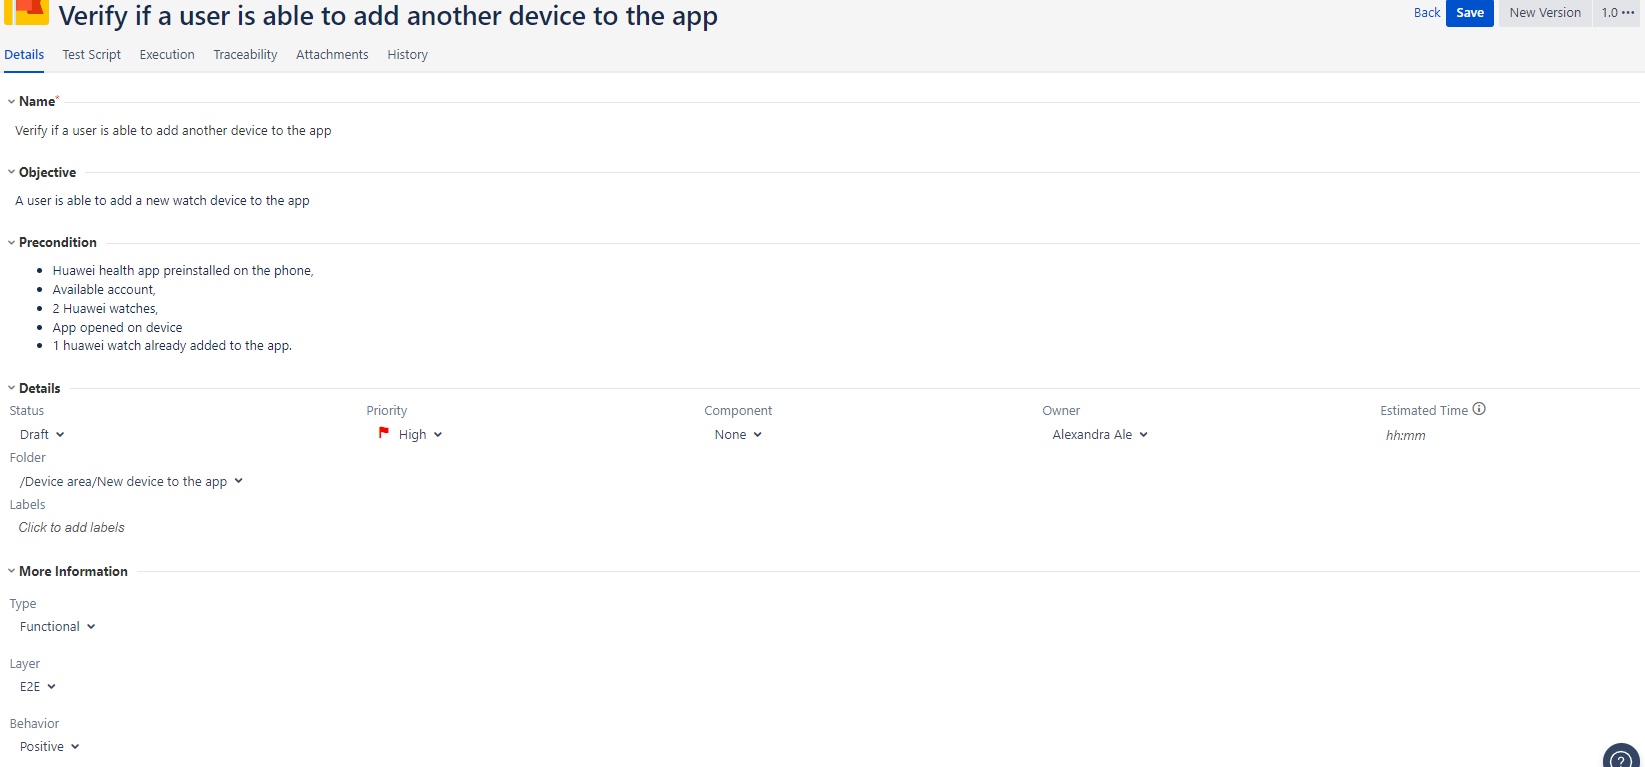 Verify if a user is able to add another device to the app
Back Save New Version 1.0
Details Test Script Execution Traceability Attachments History
Name*
Verify if a user is able to add another device to the app
Objective
A user is able to add a new watch device to the app
Precondition
• Huawei health app preinstalled on the phone,
• Available account,
• 2 Huawei watches,
• App opened on device
• 1 huawei watch already added to the app.
Details
Status Priority Component Owner Estimated Time
Draft High None Alexandra Ale hh:mm
Folder
/Device area/New device to the app
Labels
Click to add labels
More Information
Type
Functional
Layer
E2E
Behavior
Positive